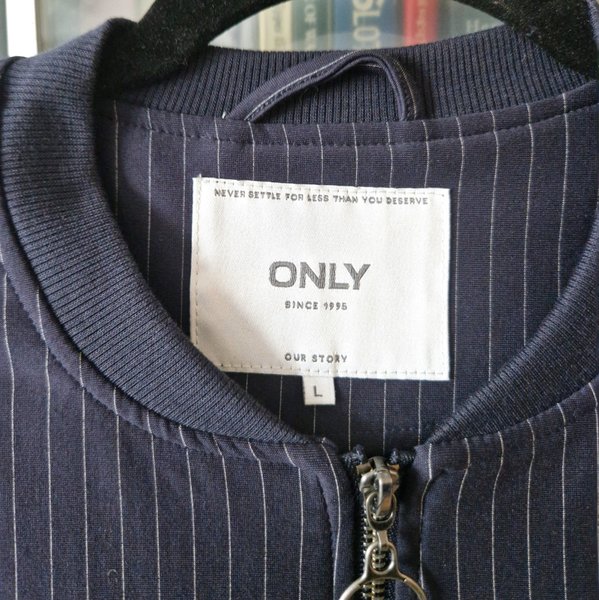 NEVER SETTLE FOR LESS THAN YOU DESERVE
ONLY
SINCE 1995
OUR STORY
L